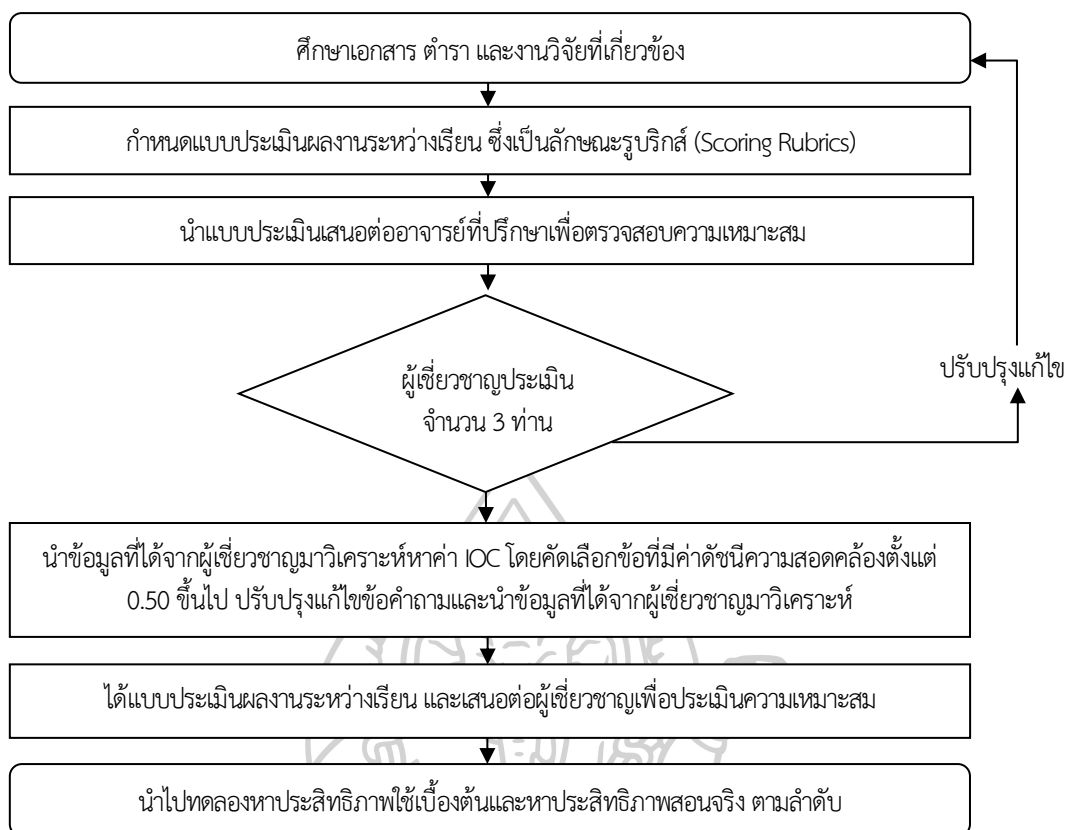 ศึกษาเอกสาร ตำรา และงานวิจัยที่เกี่ยวข้อง
กำหนดแบบประเมินผลงานระหว่างเรียน ซึ่งเป็นลักษณะรูบริกส์ (Scoring Rubrics)
นำแบบประเมินเสนอต่ออาจารย์ที่ปรึกษาเพื่อตรวจสอบความเหมาะสม
ผู้เชี่ยวชาญประเมิน
จำนวน 3 ท่าน
ปรับปรุงแก้ไข
นำข้อมูลที่ได้จากผู้เชี่ยวชาญมาวิเคราะห์หาค่า IOC โดยคัดเลือกข้อที่มีค่าดัชนีความสอดคล้องตั้งแต่
0.50 ขึ้นไป ปรับปรุงแก้ไขข้อคำถามและนำข้อมูลที่ได้จากผู้เชี่ยวชาญมาวิเคราะห์
ได้แบบประเมินผลงานระหว่างเรียน และเสนอต่อผู้เชี่ยวชาญเพื่อประเมินความเหมาะสม
นำไปทดลองหาประสิทธิภาพใช้เบื้องต้นและหาประสิทธิภาพสอนจริง ตามลำดับ